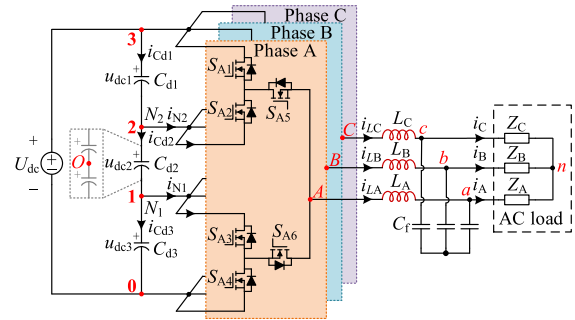 Phase C
Phase B
Phase A
3
i_Cd1
u_dc1
+
C_d1
S_A1
S_A2
S_A5
N_2
i_N2
2
i_Cd2
L_C
i_LC
C
c
i_C
Z_C
+
U_dc
−
O
u_dc2
+
C_d2
B
i_LB
L_B
b
i_B
Z_B
n
1
i_N1
N_1
A
i_LA
L_A
a
i_A
Z_A
AC load
i_Cd3
u_dc3
+
C_d3
S_A3
S_A6
S_A4
C_f
0